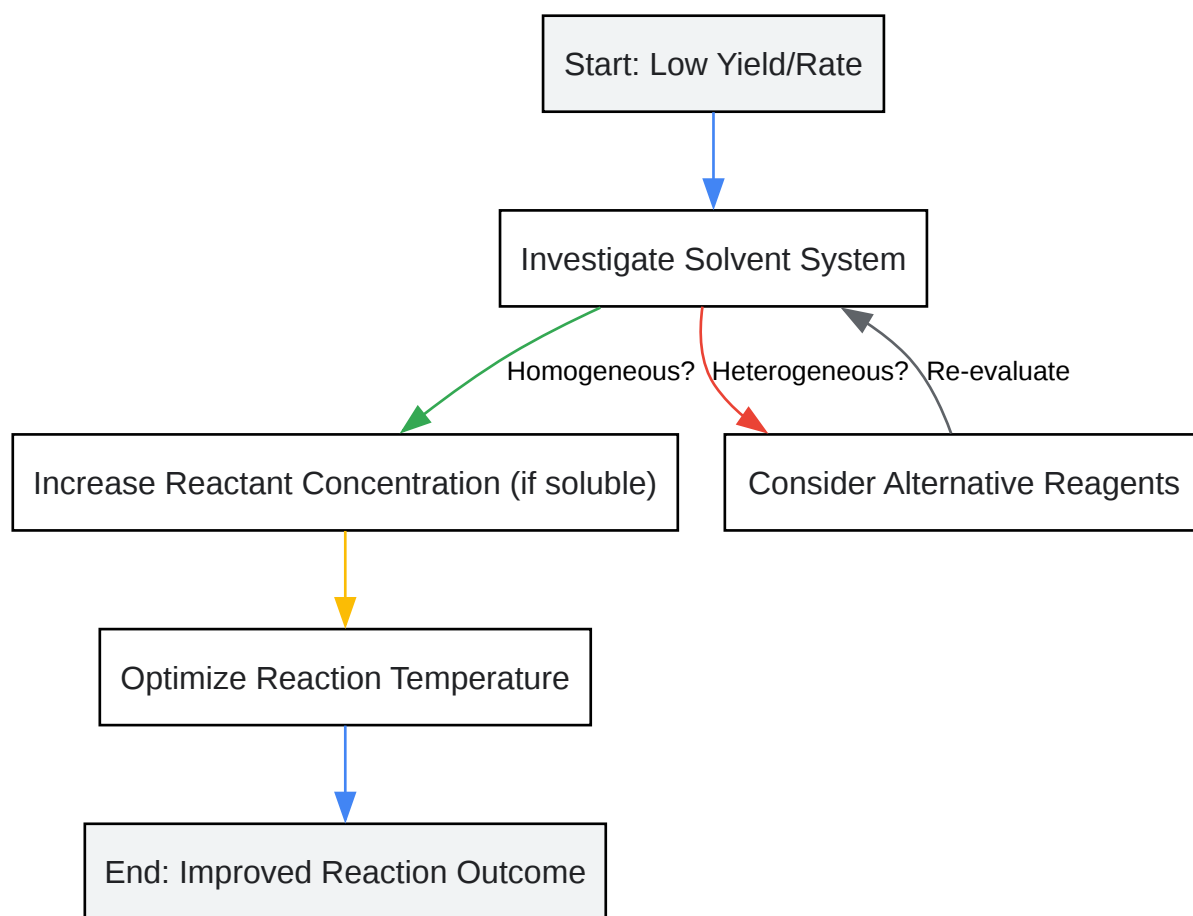 Start: Low Yield/Rate
Investigate Solvent System
Homogeneous?
Heterogeneous?
Re-evaluate
Increase Reactant Concentration (if soluble)
Consider Alternative Reagents
Optimize Reaction Temperature
End: Improved Reaction Outcome